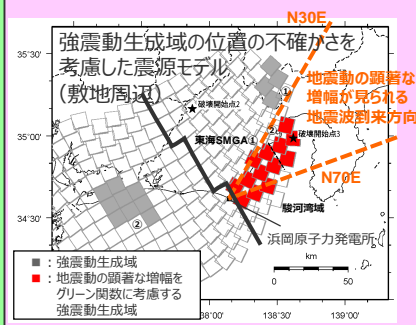 N30E
35°30'
強震動生成域の位置の不確かさを
考慮した震源モデル
(敷地周辺)
地震動の顕著な
増幅が見られる
地震波到来方向
①
破壊開始点2
35°00'
東海SMGA①
②
破壊開始点3
N70E
駿河湾域
34°30'
②
浜岡原子力発電所
■:強震動生成域
■:地震動の顕著な増幅を
グリーン関数に考慮する
強震動生成域
km
0 50
138°00'
138°30'
139°00'